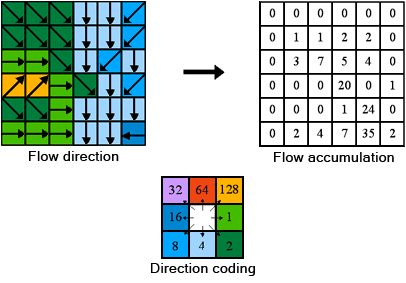 0 0 0 0 0 0
0 1 1 2 2 0
0 3 7 5 4 0
0 0 0 20 0 1
0 0 0 1 24 0
0 2 4 7 35 2
Flow direction
Flow accumulation
32 64 128
16 1
8 4 2
Direction coding